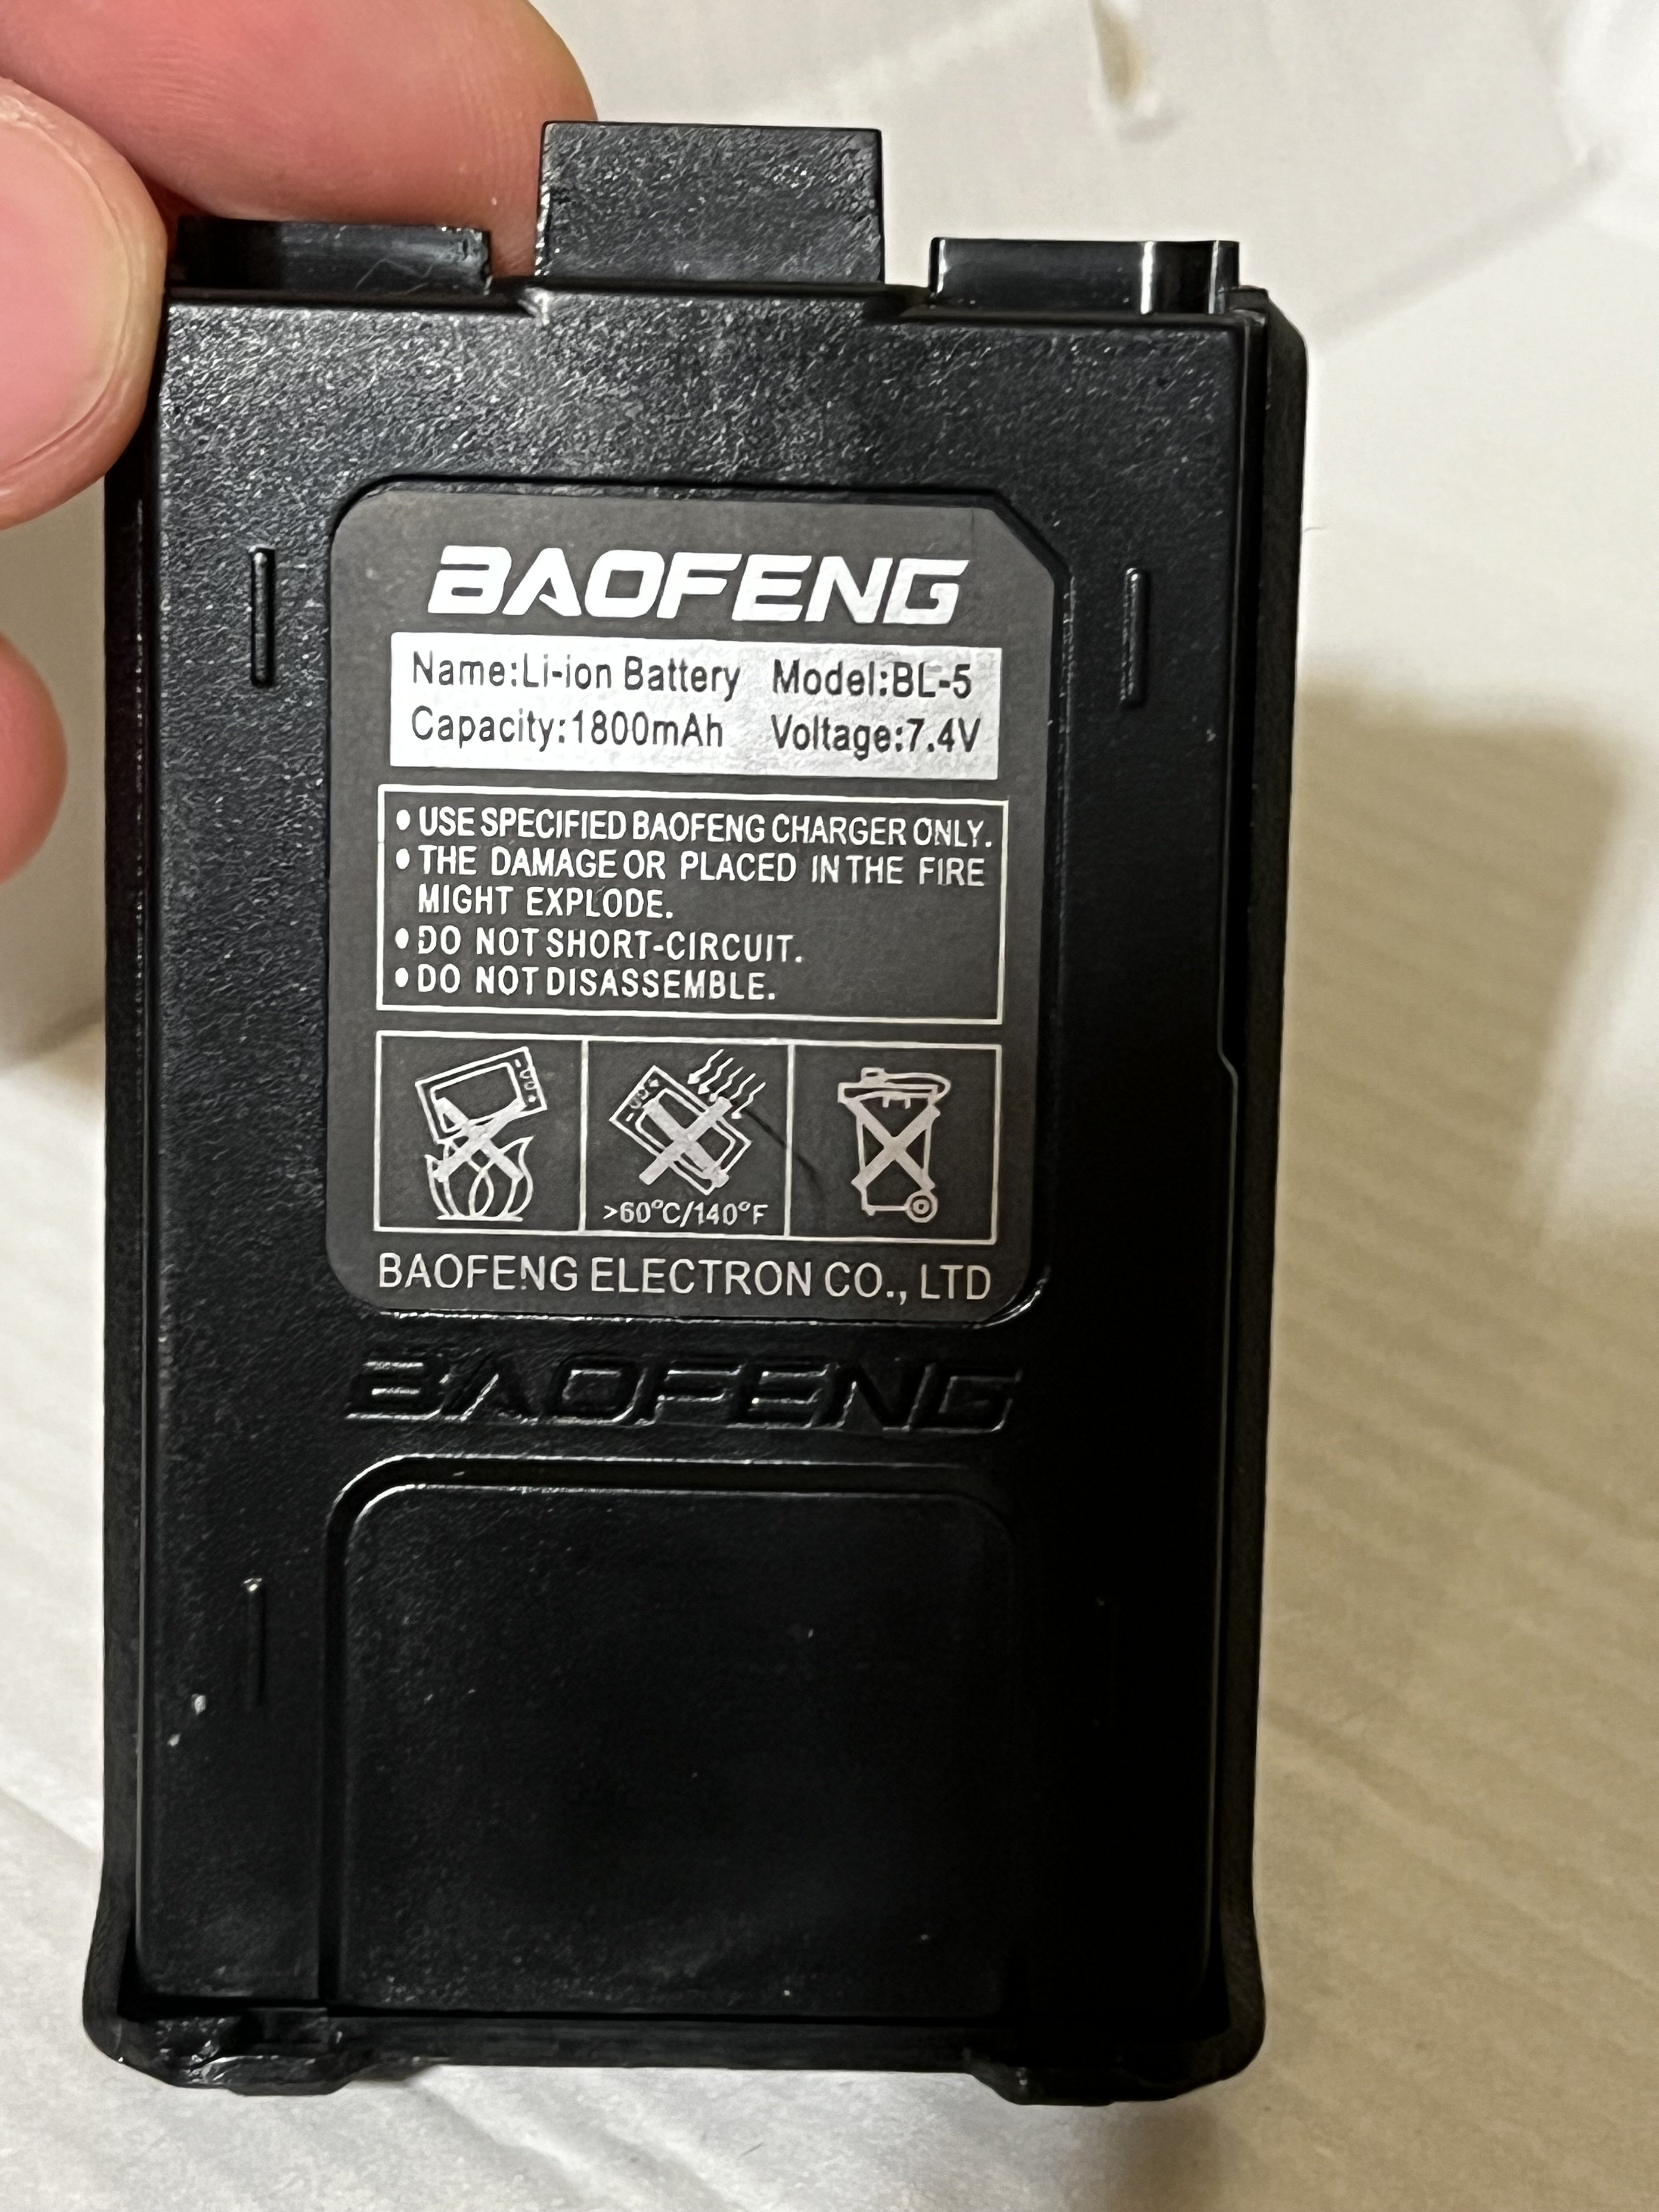 BAOFENG
Name:Li-ion Battery Model:BL-5
Capacity:1800mAh Voltage:7.4V
• USE SPECIFIED BAOFENG CHARGER ONLY.
• THE DAMAGE OR PLACED IN THE FIRE
MIGHT EXPLODE.
• DO NOT SHORT-CIRCUIT.
• DO NOT DISASSEMBLE.
>60°C/140°F
BAOFENG ELECTRON CO., LTD
BAOFENG